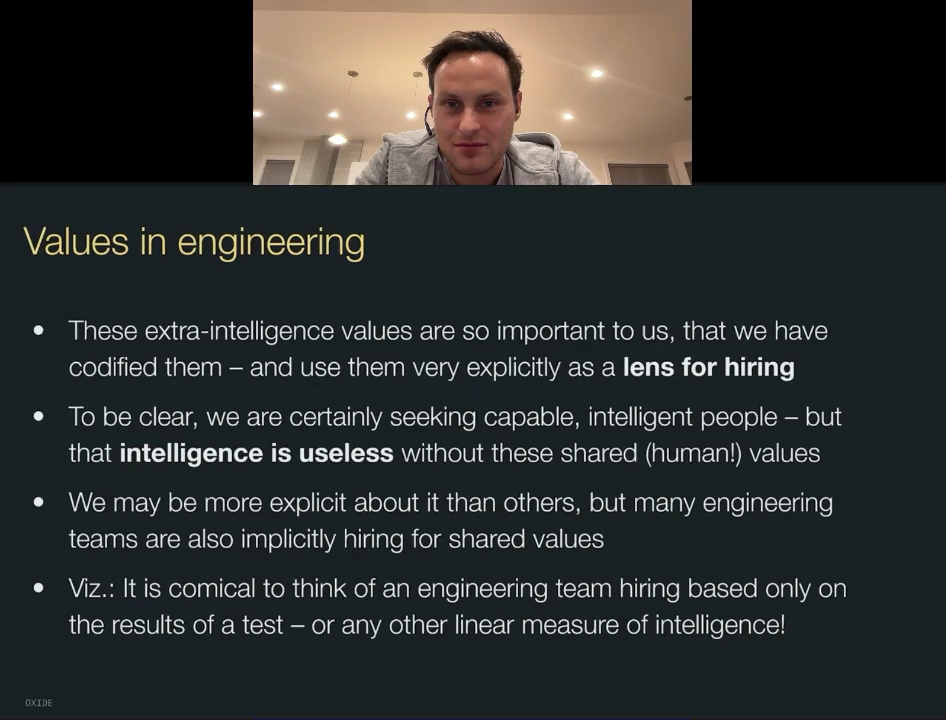 Values in engineering
• These extra-intelligence values are so important to us, that we have
codified them – and use them very explicitly as a lens for hiring
• To be clear, we are certainly seeking capable, intelligent people – but
that intelligence is useless without these shared (human!) values
• We may be more explicit about it than others, but many engineering
teams are also implicitly hiring for shared values
• Viz.: It is comical to think of an engineering team hiring based only on
the results of a test – or any other linear measure of intelligence!
OXIDE